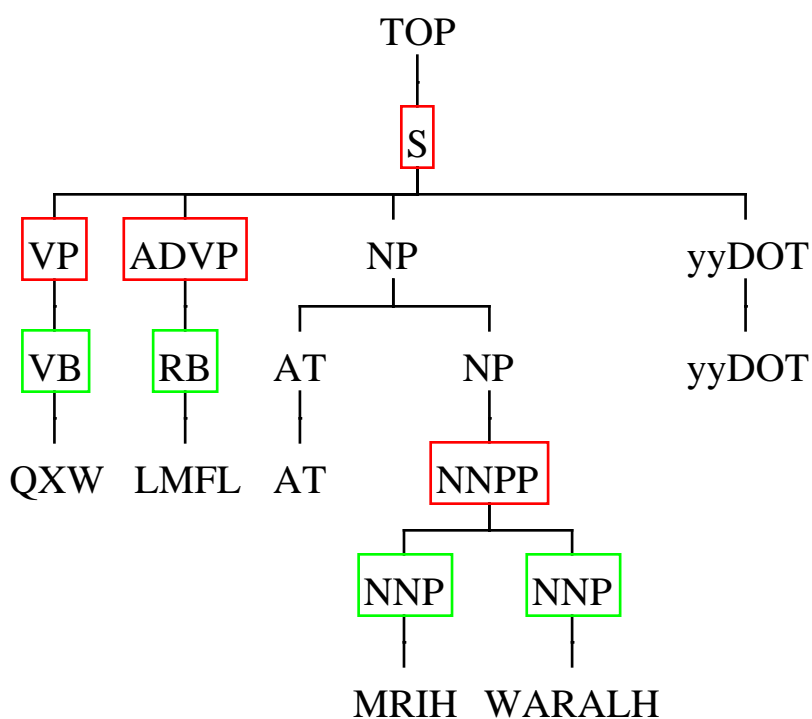 TOP
S
VP ADVP NP yyDOT
VB RB AT NP yyDOT
QXW LMFL AT NNPP
NNP NNP
MRIH WARALH